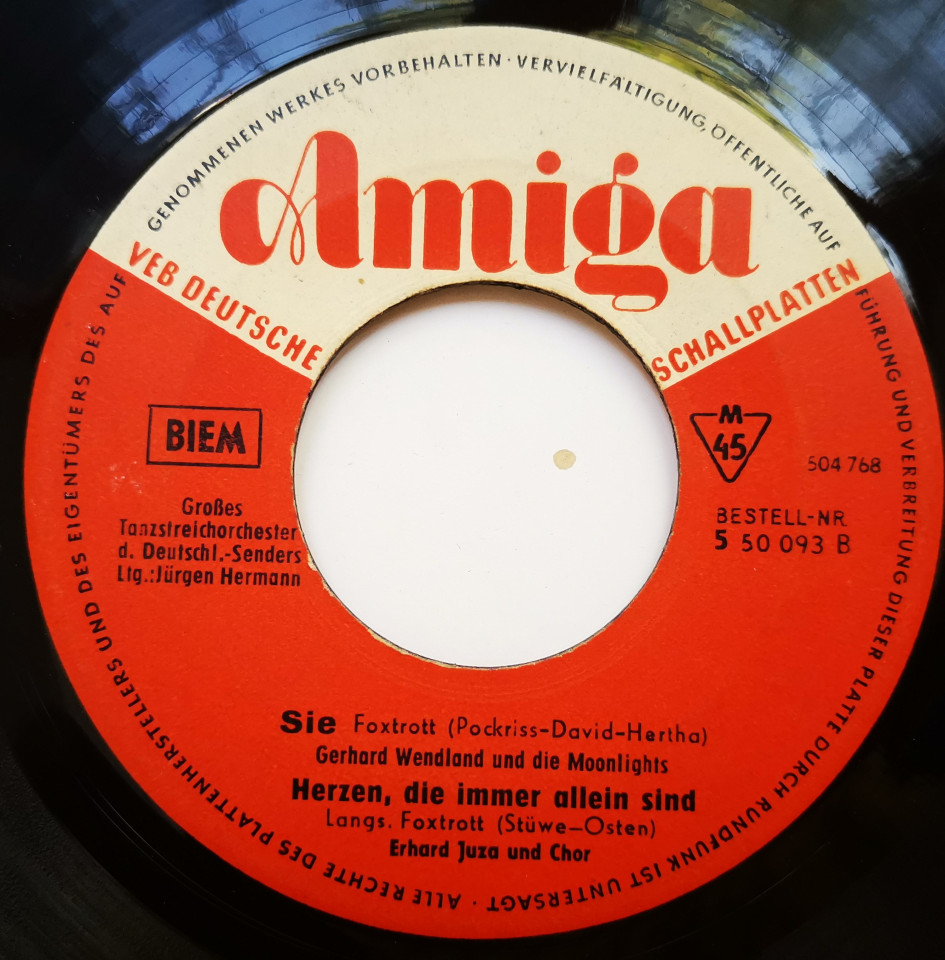 ALLE RECHTE DES PLATTENHERSTELLERS UND DES EIGENTÜMERS DES AUF
GENOMMENEN WERKES VORBEHALTEN · VERVIELFÄLTIGUNG, ÖFFENTLICHE AUF
FÜHRUNG UND VERBREITUNG DIESER PLATTE DURCH RUNDFUNK IST UNTERSAGT ·
Amiga
VEB DEUTSCHE SCHALLPLATTEN
BIEM
M
45
504 768
Großes
Tanzstreichorchester
d. Deutschl.-Senders
Ltg.:Jürgen Hermann
BESTELL-NR.
5 50 093 B
Sie Foxtrott (Pockriss-David-Hertha)
Gerhard Wendland und die Moonlights
Herzen, die immer allein sind
Langs. Foxtrott (Stüwe-Osten)
Erhard Juza und Chor